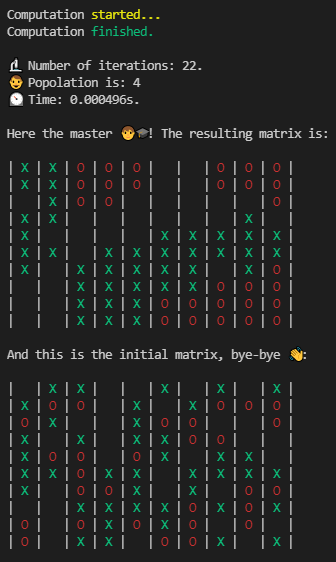 Computation started...
Computation finished.
Number of iterations: 22.
Popolation is: 4
Time: 0.000496s.
Here the master 👨‍🎓! The resulting matrix is:
| X | X | O | O | O |   |   | O | O | O |
| X | X | O | O | O |   |   | O | O | O |
|   | X | O | O |   |   |   |   |   | O |
| X | X |   |   |   |   |   |   | X |   |
| X |   |   |   |   | X | X | X | X | X |
| X | X |   | X | X | X | X | X | X | X |
| X |   | X | X | X | X | X |   | X | O |
|   |   | X | X | X | X | X | O | O | O |
|   |   | X | X | X | O | O | O | O | O |
|   |   | X | X | X | O | O | O | O | O |
And this is the initial matrix, bye-bye 👋:
|   | X | X |   |   | X |   | X |   | X |
| X | O | O |   | X |   | X | O | O | O |
| O | X |   |   | X | O | O |   |   | O |
| X |   | X |   | X | X | O | O |   |   |
| X | O | O |   | O | X |   | X | X |   |
| X | X | O | X | X |   | X | X | X | X |
| X |   | O | O | X |   | X |   | O | O |
|   |   | X | X | X | X | O | X | O | X |
| O |   |   | O | X | O | O |   | O |   |
| O |   | X | X | O | O | O | X |   | X |